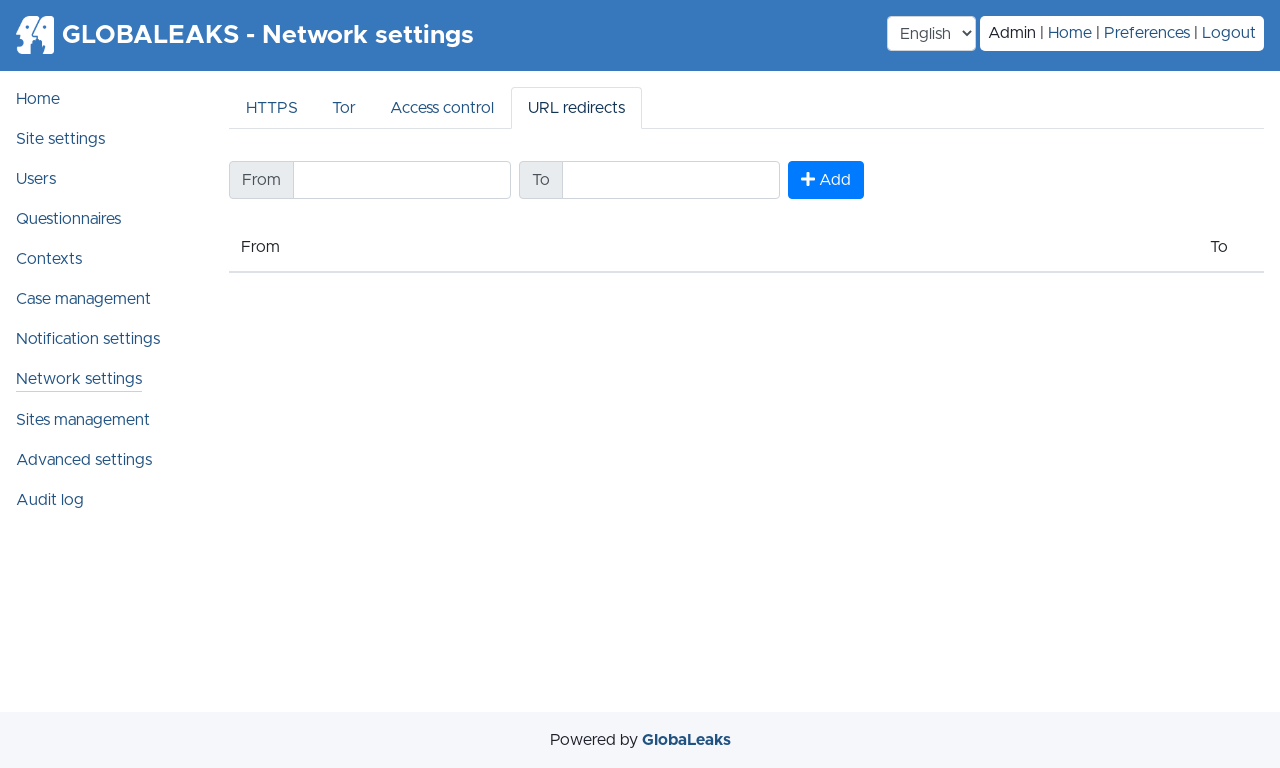 GLOBALEAKS - Network settings
English
Admin | Home | Preferences | Logout
Home
Site settings
Users
Questionnaires
Contexts
Case management
Notification settings
Network settings
Sites management
Advanced settings
Audit log
HTTPS Tor Access control URL redirects
From To Add
From To
Powered by GlobaLeaks